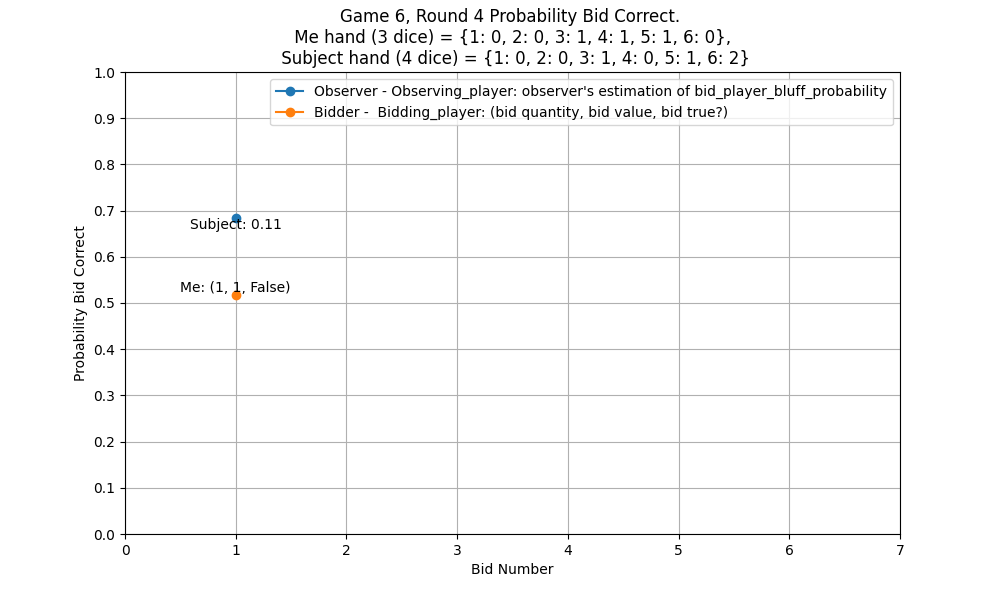 Game 6, Round 4 Probability Bid Correct.
Me hand (3 dice) = {1: 0, 2: 0, 3: 1, 4: 1, 5: 1, 6: 0},
Subject hand (4 dice) = {1: 0, 2: 0, 3: 1, 4: 0, 5: 1, 6: 2}
Observer - Observing_player: observer's estimation of bid_player_bluff_probability
Bidder -  Bidding_player: (bid quantity, bid value, bid true?)
Probability Bid Correct
1.0
0.9
0.8
0.7
0.6
0.5
0.4
0.3
0.2
0.1
0.0
Subject: 0.11
Me: (1, 1, False)
0 1 2 3 4 5 6 7
Bid Number